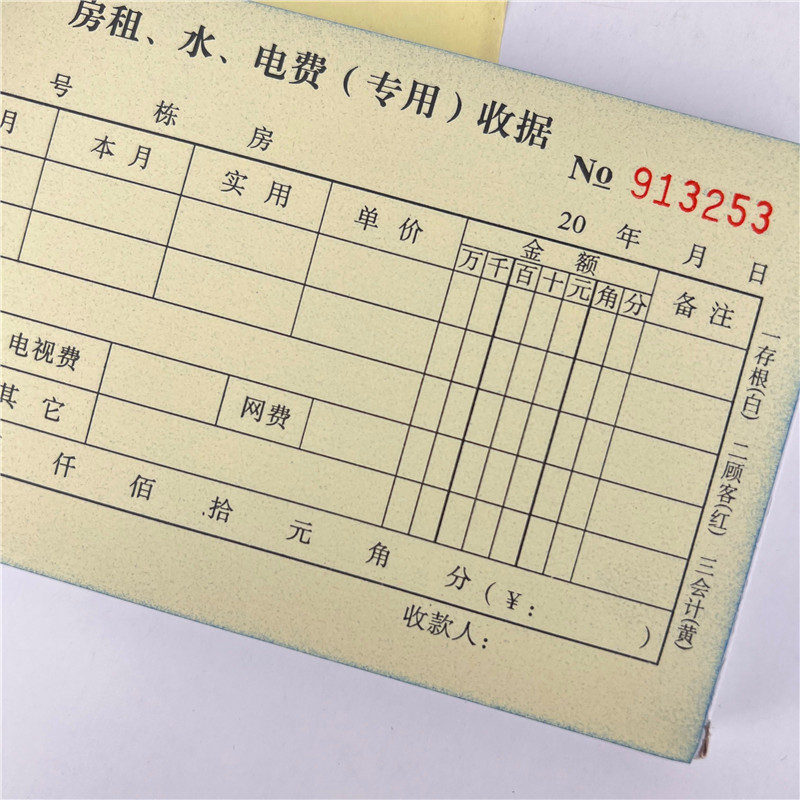 房租、水、电费(专用)收据
No 913253
号 栋 房
20 年 月 日
月 本月 实用 单价 金额 备注
万 千 百 十 元 角 分
电视费
其它 网费
仟 佰 拾 元 角 分(¥: )
收款人:
一存根(白) 二顾客(红) 三会计(黄)